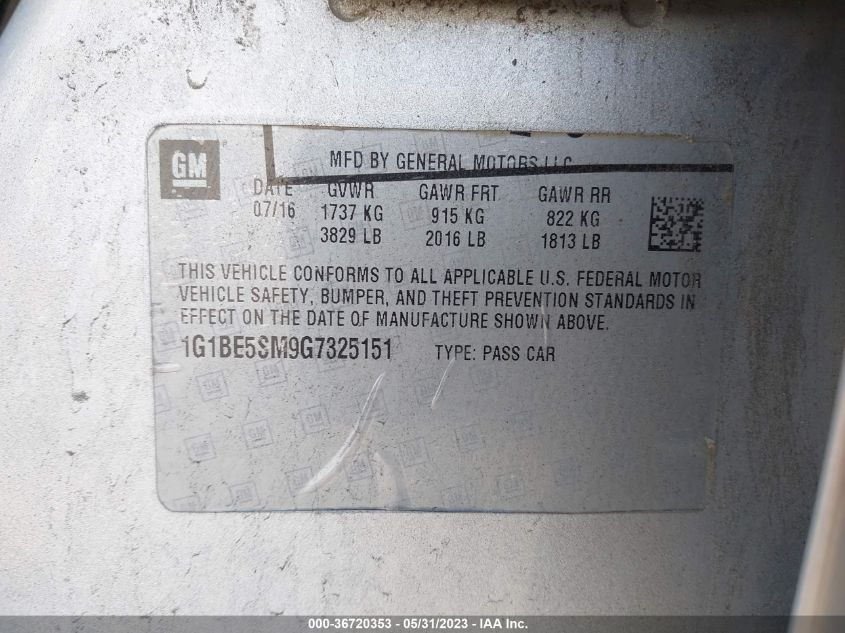 GM
MFD BY GENERAL MOTORS LLC
DATE GVWR GAWR FRT GAWR RR
07/16 1737 KG 915 KG 822 KG
3829 LB 2016 LB 1813 LB
THIS VEHICLE CONFORMS TO ALL APPLICABLE U.S. FEDERAL MOTOR
VEHICLE SAFETY, BUMPER, AND THEFT PREVENTION STANDARDS IN
EFFECT ON THE DATE OF MANUFACTURE SHOWN ABOVE.
1G1BE5SM9G7325151 TYPE: PASS CAR
000-36720353 - 05/31/2023 - IAA Inc.